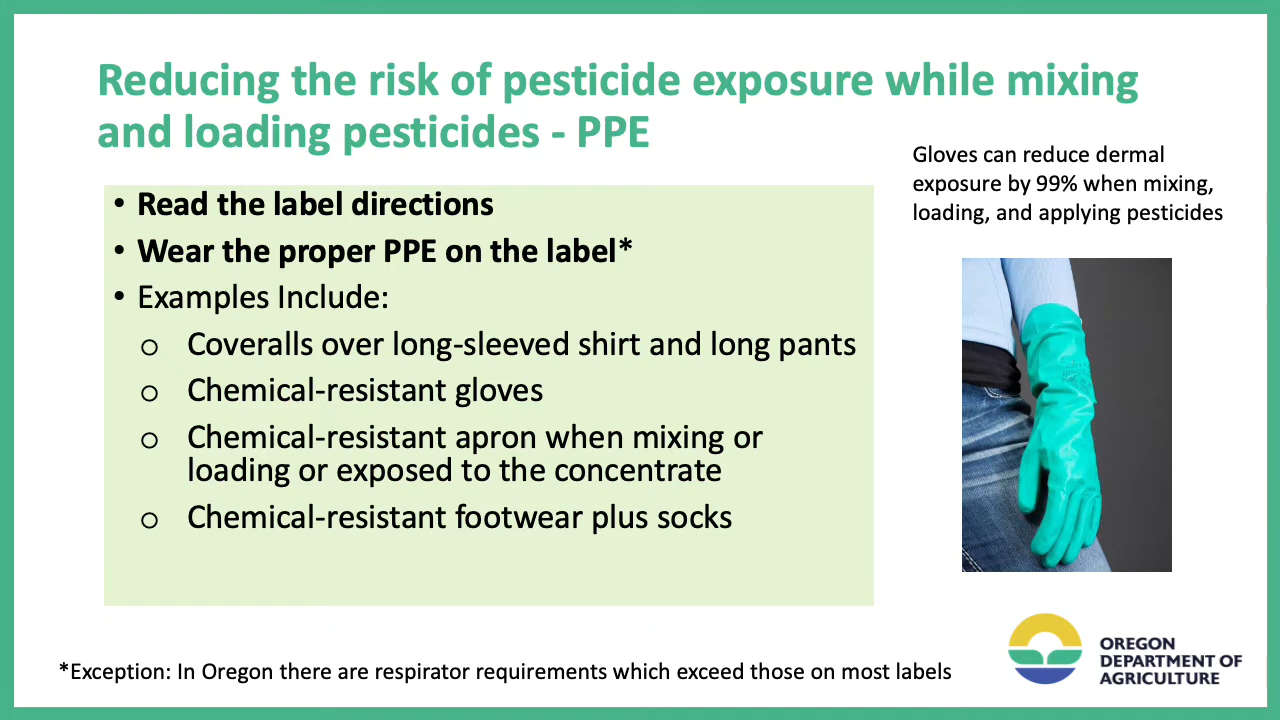 Reducing the risk of pesticide exposure while mixing
and loading pesticides - PPE
Gloves can reduce dermal
exposure by 99% when mixing,
loading, and applying pesticides
• Read the label directions
• Wear the proper PPE on the label*
• Examples Include:
o Coveralls over long-sleeved shirt and long pants
o Chemical-resistant gloves
o Chemical-resistant apron when mixing or
loading or exposed to the concentrate
o Chemical-resistant footwear plus socks
*Exception: In Oregon there are respirator requirements which exceed those on most labels
OREGON
DEPARTMENT OF
AGRICULTURE